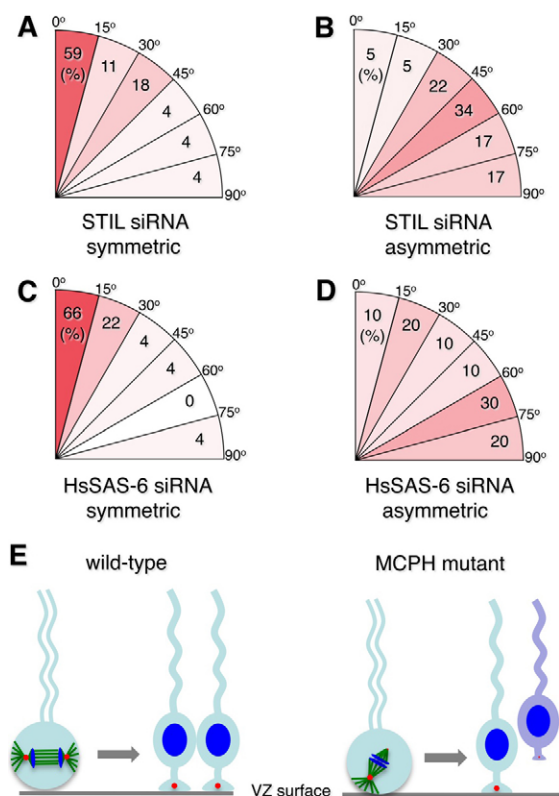 A
0º
15º
30º
45º
60º
75º
90º
59
(%)
11
18
4
4
4
STIL siRNA
symmetric
B
0º
15º
30º
45º
60º
75º
90º
5
(%)
5
22
34
17
17
STIL siRNA
asymmetric
C
0º
15º
30º
45º
60º
75º
90º
66
(%)
22
4
4
0
4
HsSAS-6 siRNA
symmetric
D
0º
15º
30º
45º
60º
75º
90º
10
(%)
20
10
10
30
20
HsSAS-6 siRNA
asymmetric
E
wild-type
MCPH mutant
VZ surface